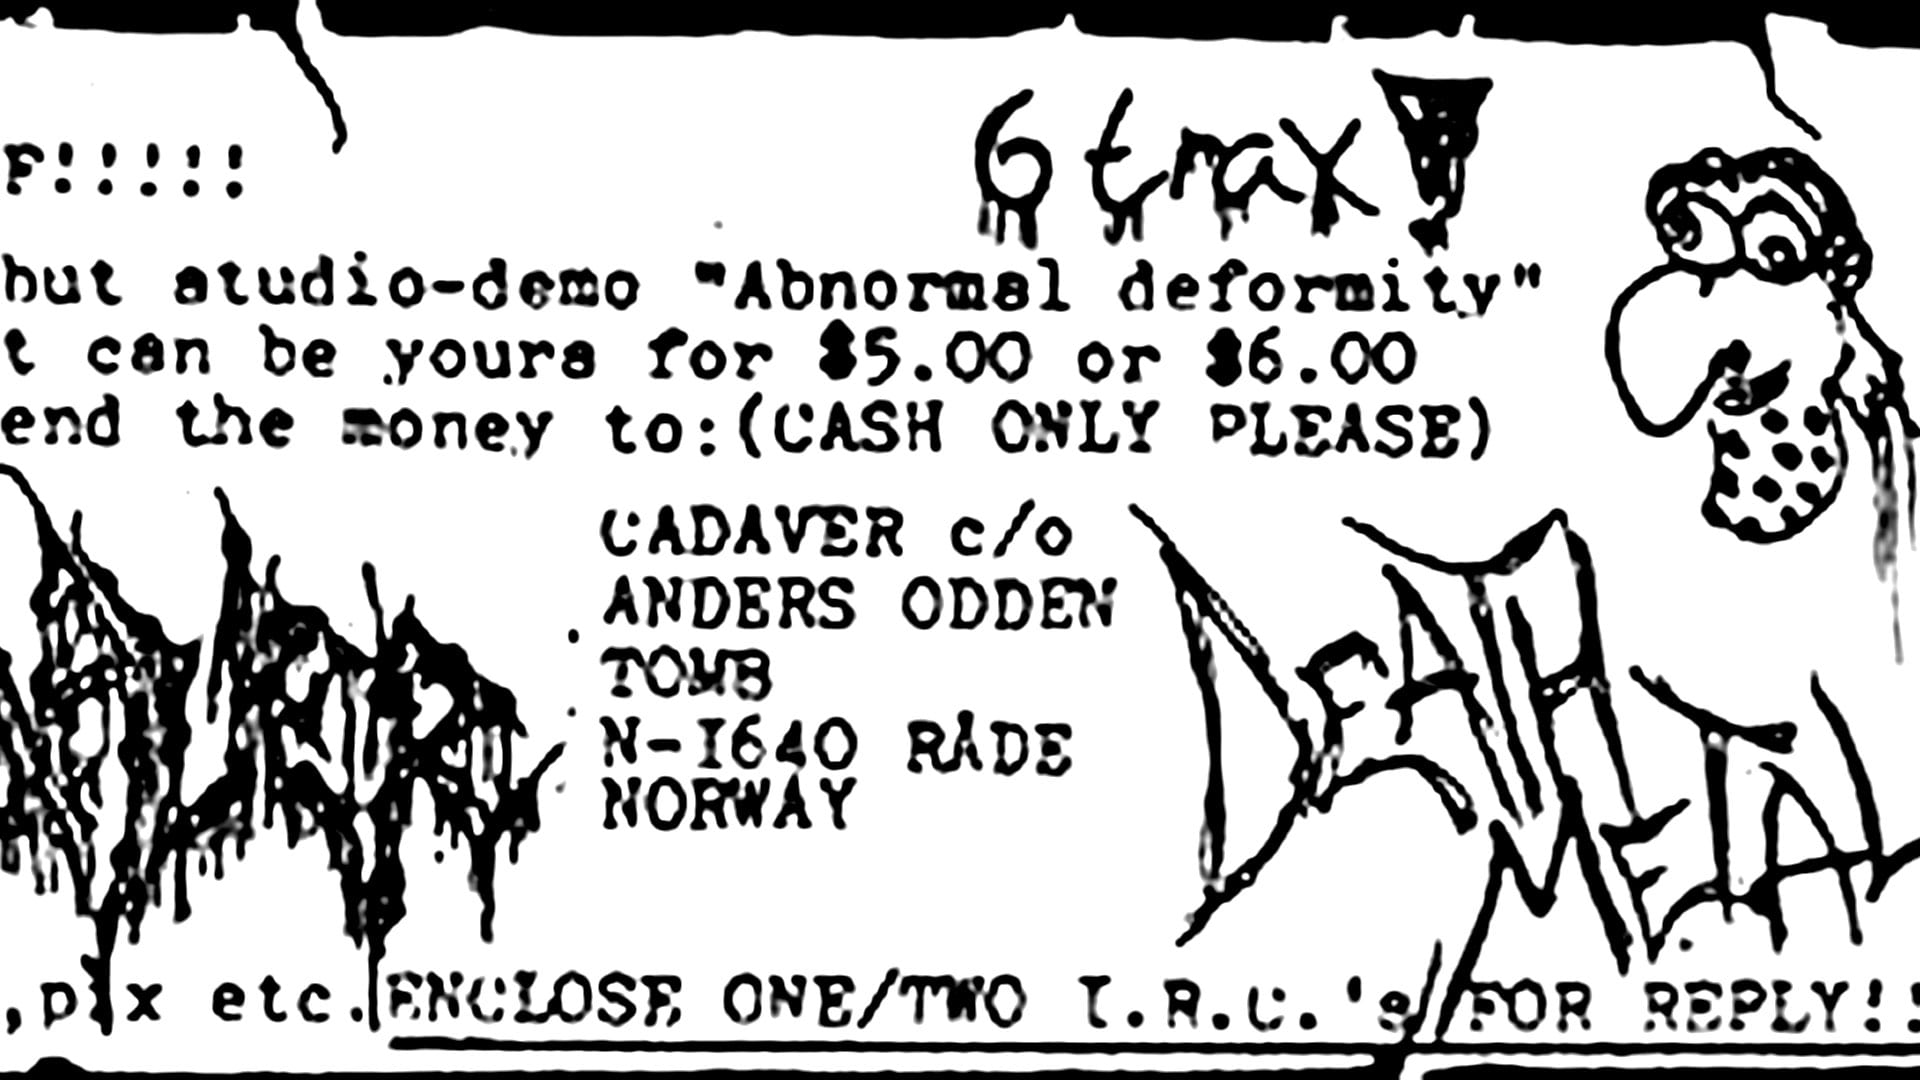 6 trax!
F!!!!!
but studio-demo "Abnormal deformity"
t can be yours for $5.00 or $6.00
end the money to:(CASH ONLY PLEASE)
CADAVER c/o
ANDERS ODDEN
TOMB
N-1640 RÅDE
NORWAY
DEATH
METAL
,pix etc.ENCLOSE ONE/TWO I.R.C.'s FOR REPLY!!